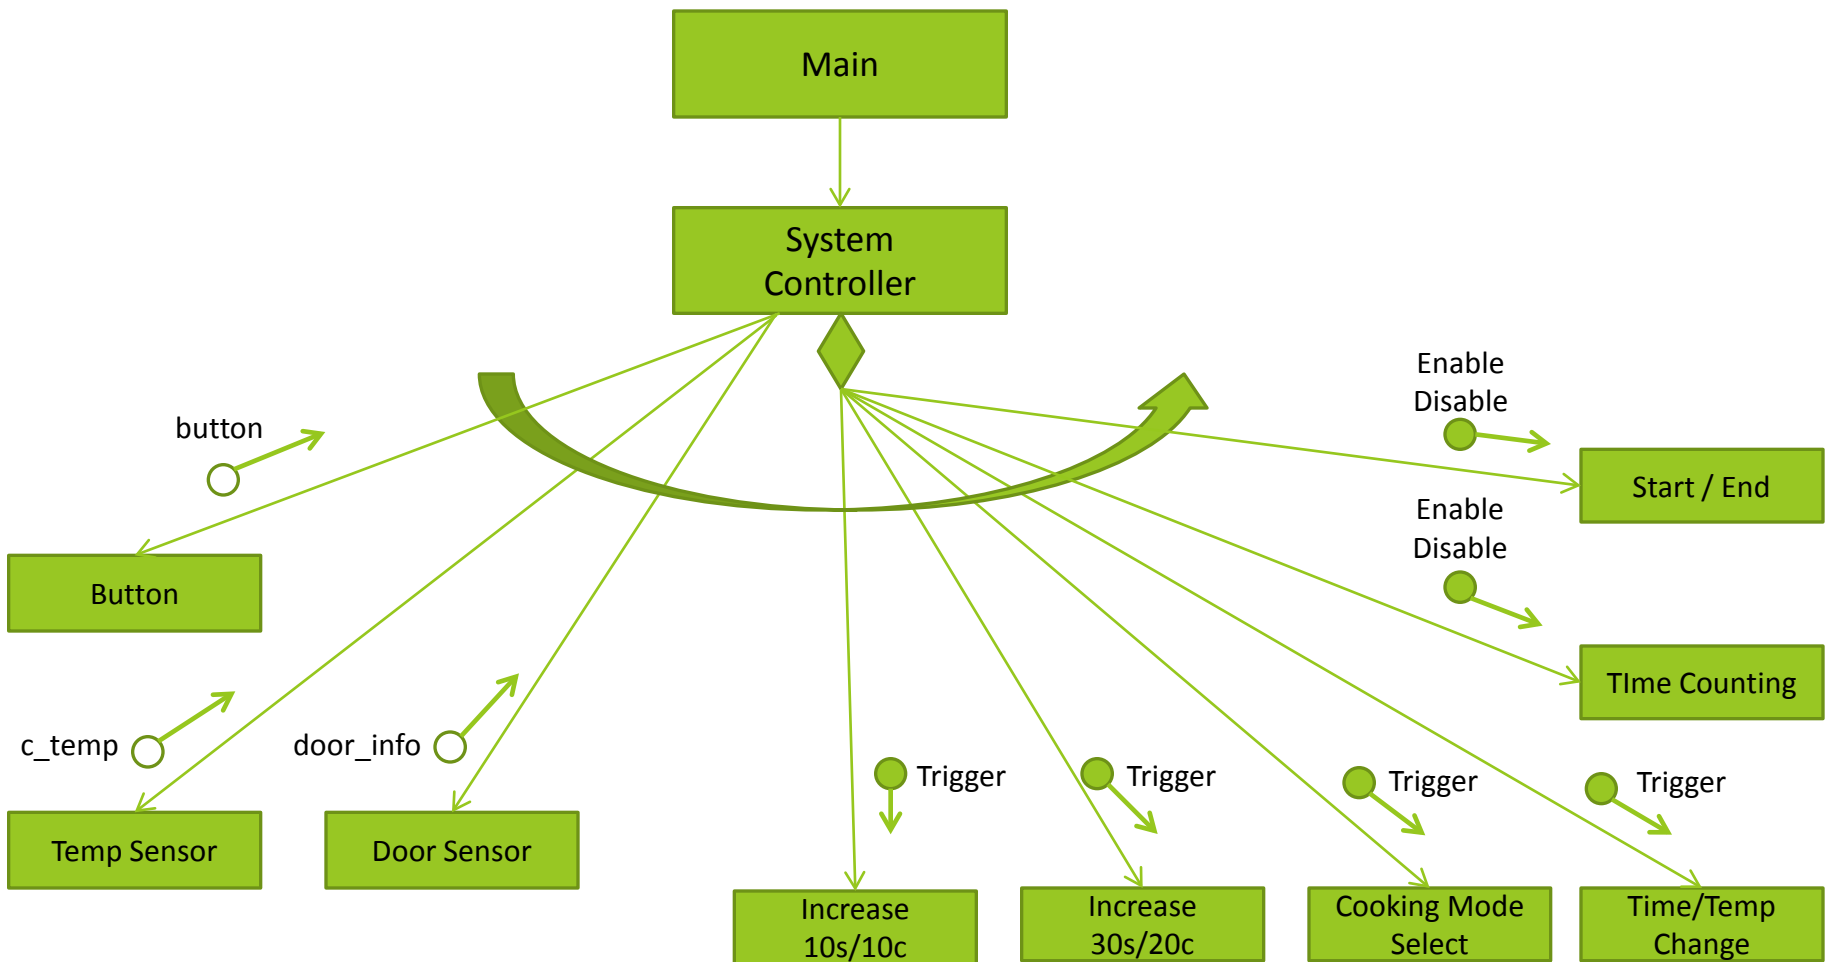 Main
System
Controller
Enable
Disable
button
Start / End
Enable
Disable
Button
TIme Counting
c_temp
door_info
Trigger
Trigger
Trigger
Trigger
Temp Sensor
Door Sensor
Increase
10s/10c
Increase
30s/20c
Cooking Mode
Select
Time/Temp
Change